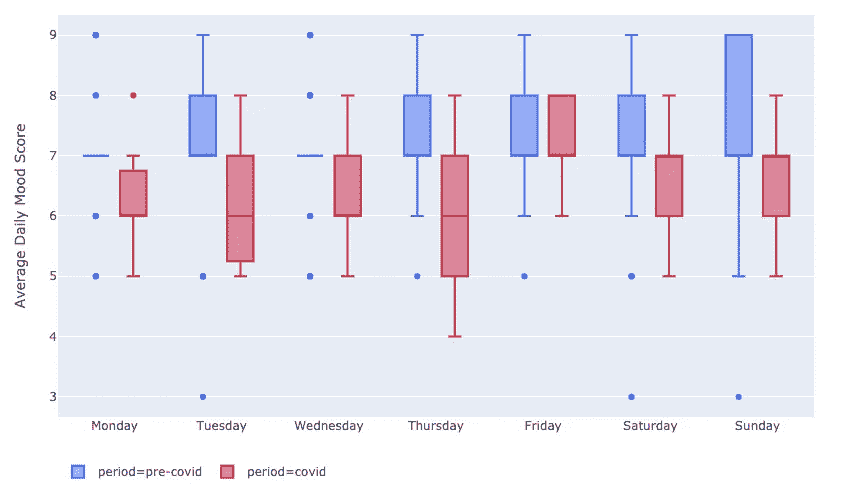 Average Daily Mood Score
9
8
7
6
5
4
3
Monday Tuesday Wednesday Thursday Friday Saturday Sunday
period=pre-covid period=covid